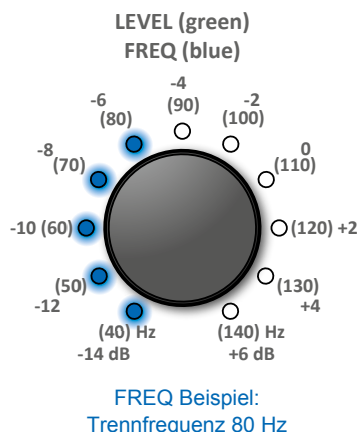 LEVEL (green)
FREQ (blue)
-4
(90)
-6
(80)
-2
(100)
-8
(70)
0
(110)
-10 (60)
(120) +2
(50)
-12
(130)
+4
(40) Hz
-14 dB
(140) Hz
+6 dB
FREQ Beispiel:
Trennfrequenz 80 Hz